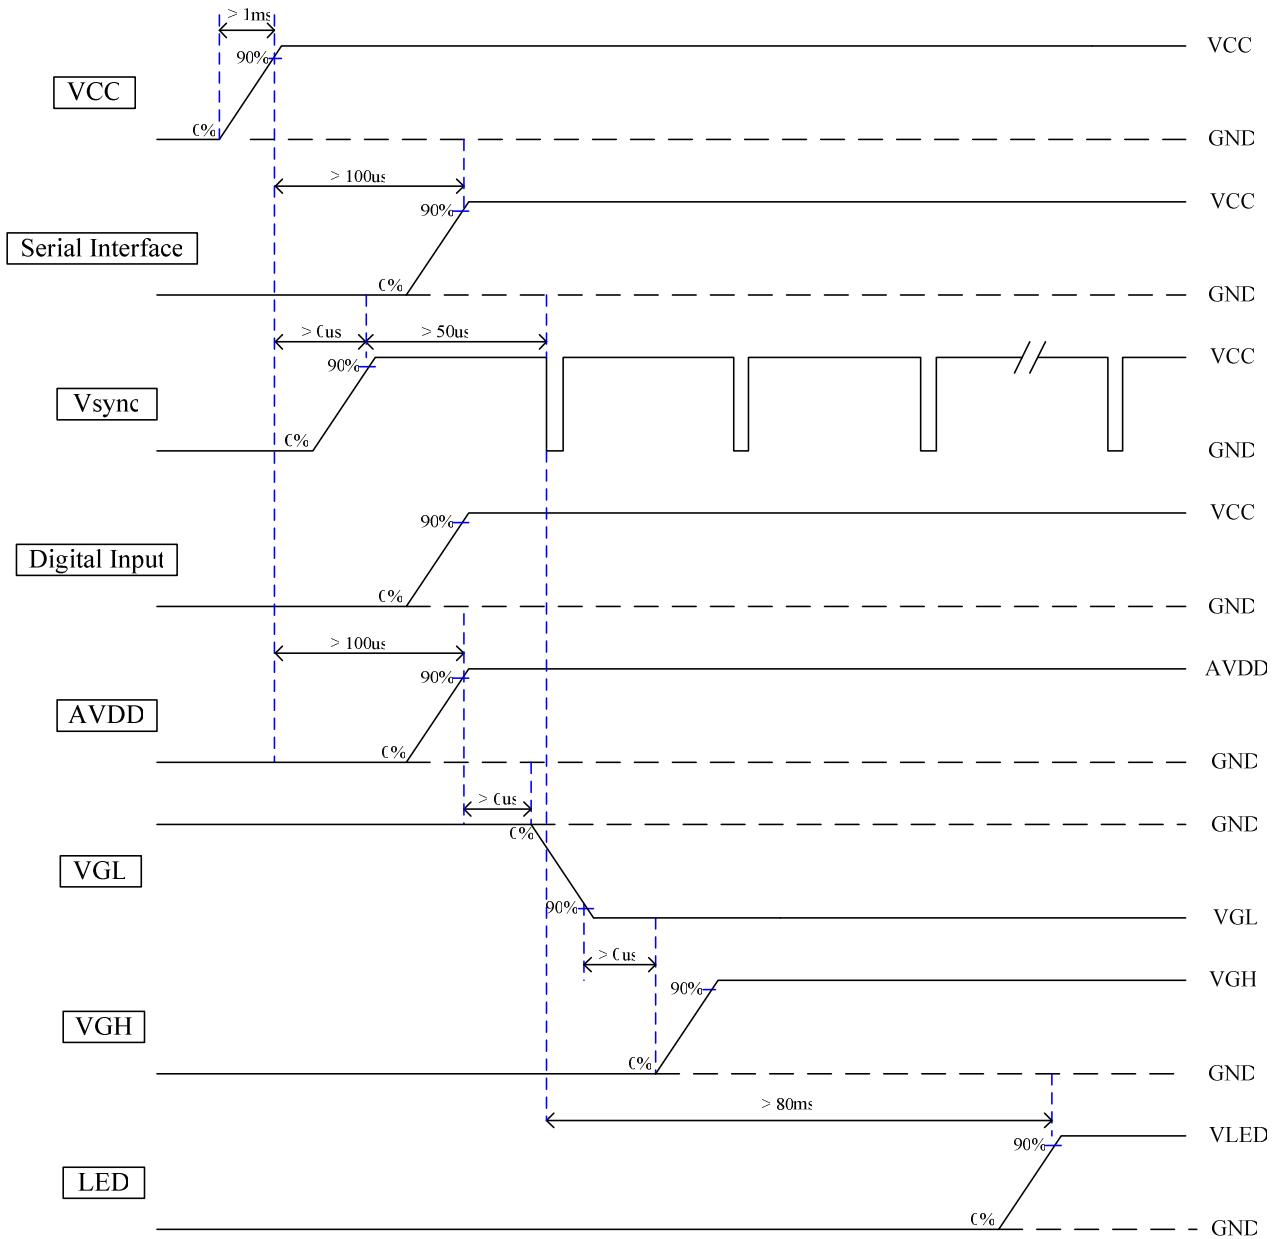 > 1ms
VCC
90%
VCC
0%
GND
> 100us
VCC
90%
Serial Interface
0%
GND
> 0us
> 50us
90%
VCC
Vsync
0%
GND
VCC
90%
Digital Input
0%
GND
> 100us
AVDD
90%
AVDD
0%
GND
> 0us
GND
0%
VGL
90%
VGL
> 0us
VGH
90%
VGH
0%
GND
> 80ms
VLED
90%
LED
0%
GND